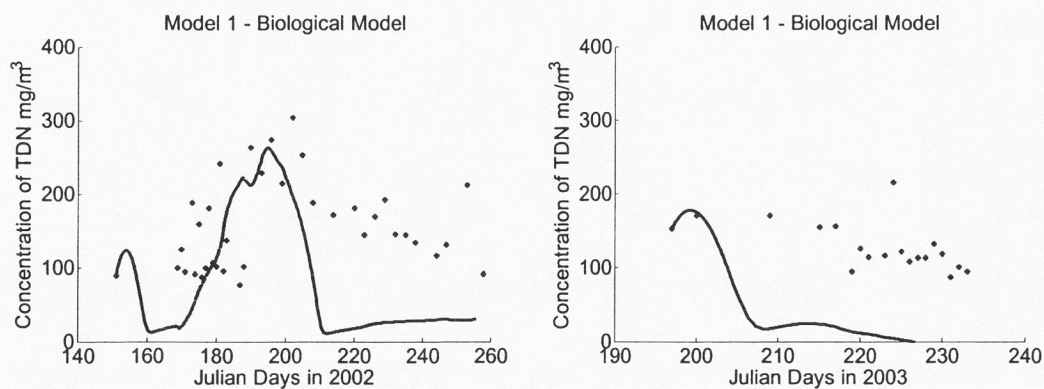 Model 1 - Biological Model
Concentration of TDN mg/m³
400
300
200
100
0
140 160 180 200 220 240 260
Julian Days in 2002
Model 1 - Biological Model
Concentration of TDN mg/m³
400
300
200
100
0
190 200 210 220 230 240
Julian Days in 2003